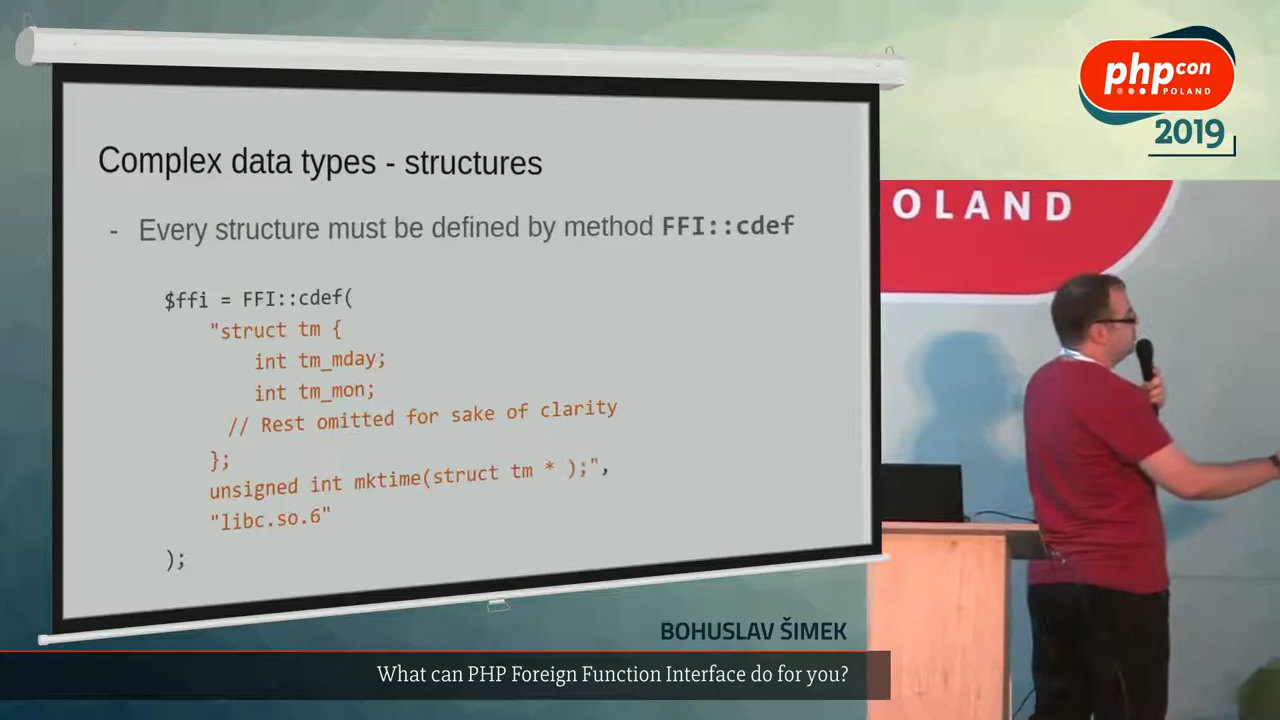 Complex data types - structures
- Every structure must be defined by method FFI::cdef
$ffi = FFI::cdef(
"struct tm {
int tm_mday;
int tm_mon;
// Rest omitted for sake of clarity
};
unsigned int mktime(struct tm * );",
"libc.so.6"
);
phpcon
POLAND
2019
OLAND
BOHUSLAV ŠIMEK
What can PHP Foreign Function Interface do for you?